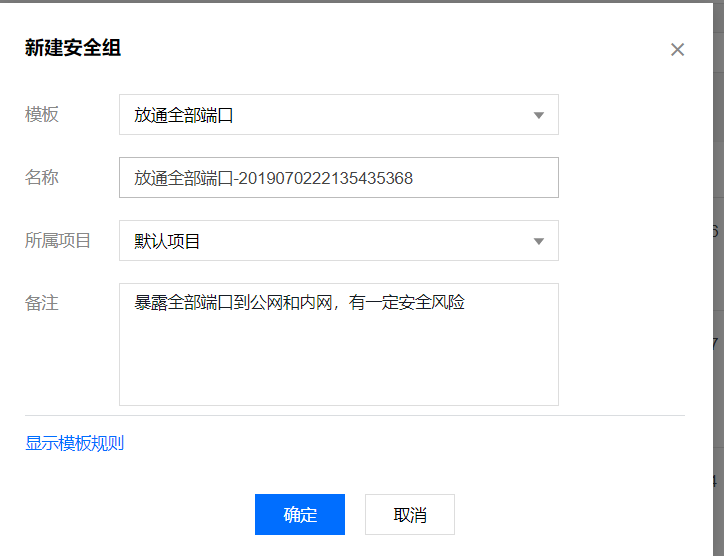 新建安全组
模板
放通全部端口
名称
放通全部端口-2019070222135435368
所属项目
默认项目
备注
暴露全部端口到公网和内网，有一定安全风险
显示模板规则
确定
取消
6
7
4